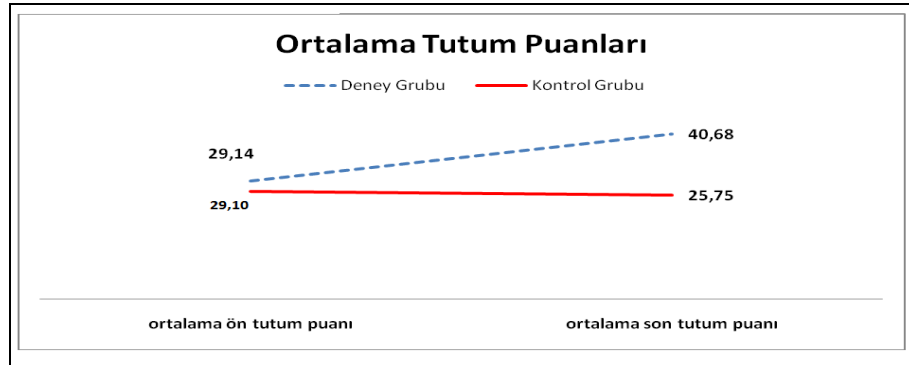 Ortalama Tutum Puanları
Deney Grubu Kontrol Grubu
40,68
29,14
29,10
25,75
ortalama ön tutum puanı ortalama son tutum puanı